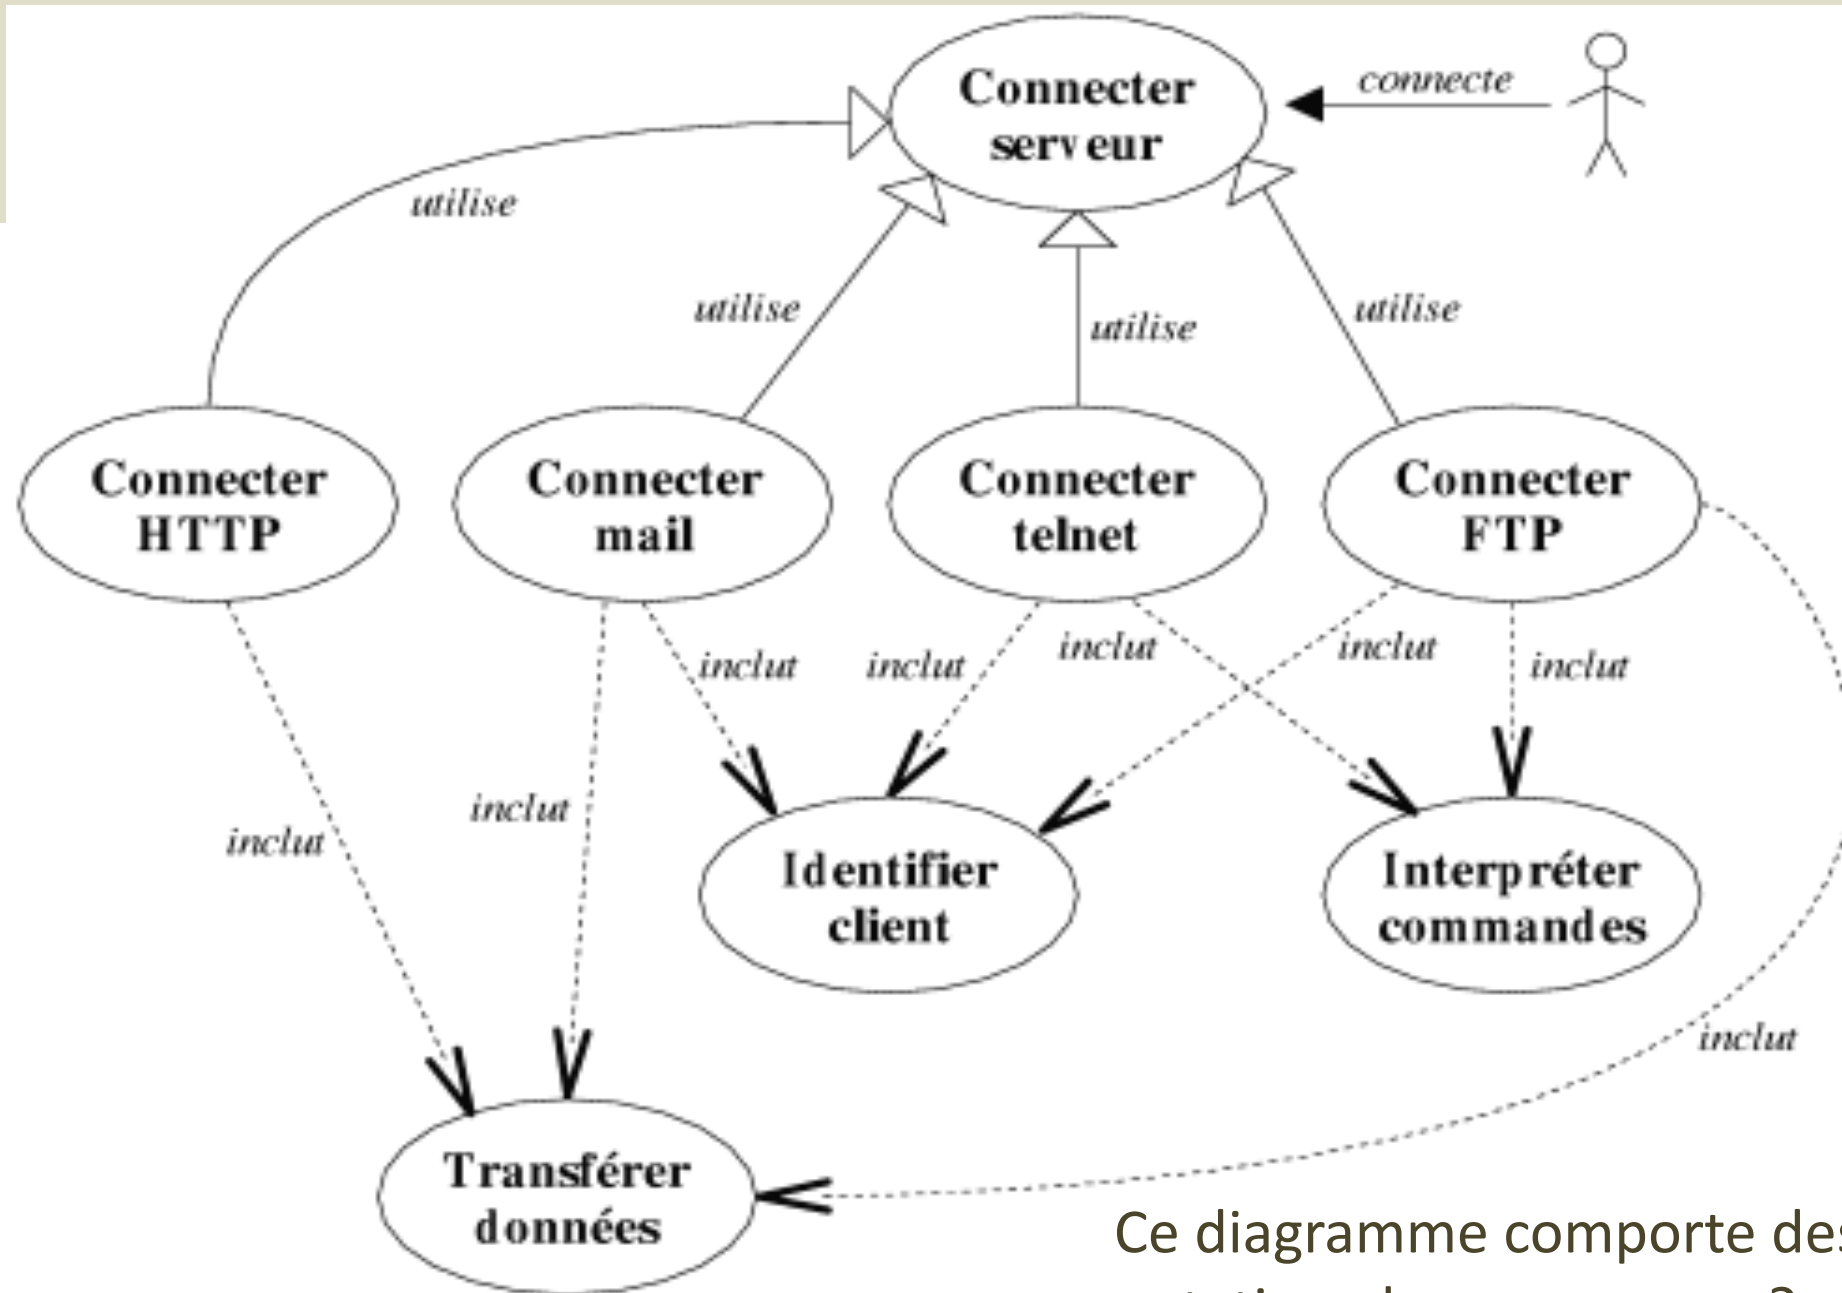 Connecter
serveur
connecte
utilise
utilise
utilise
utilise
Connecter
HTTP
Connecter
mail
Connecter
telnet
Connecter
FTP
inclut
inclut
inclut
inclut
inclut
inclut
inclut
Identifier
client
Interpréter
commandes
inclut
Transférer
données
Ce diagramme comporte des